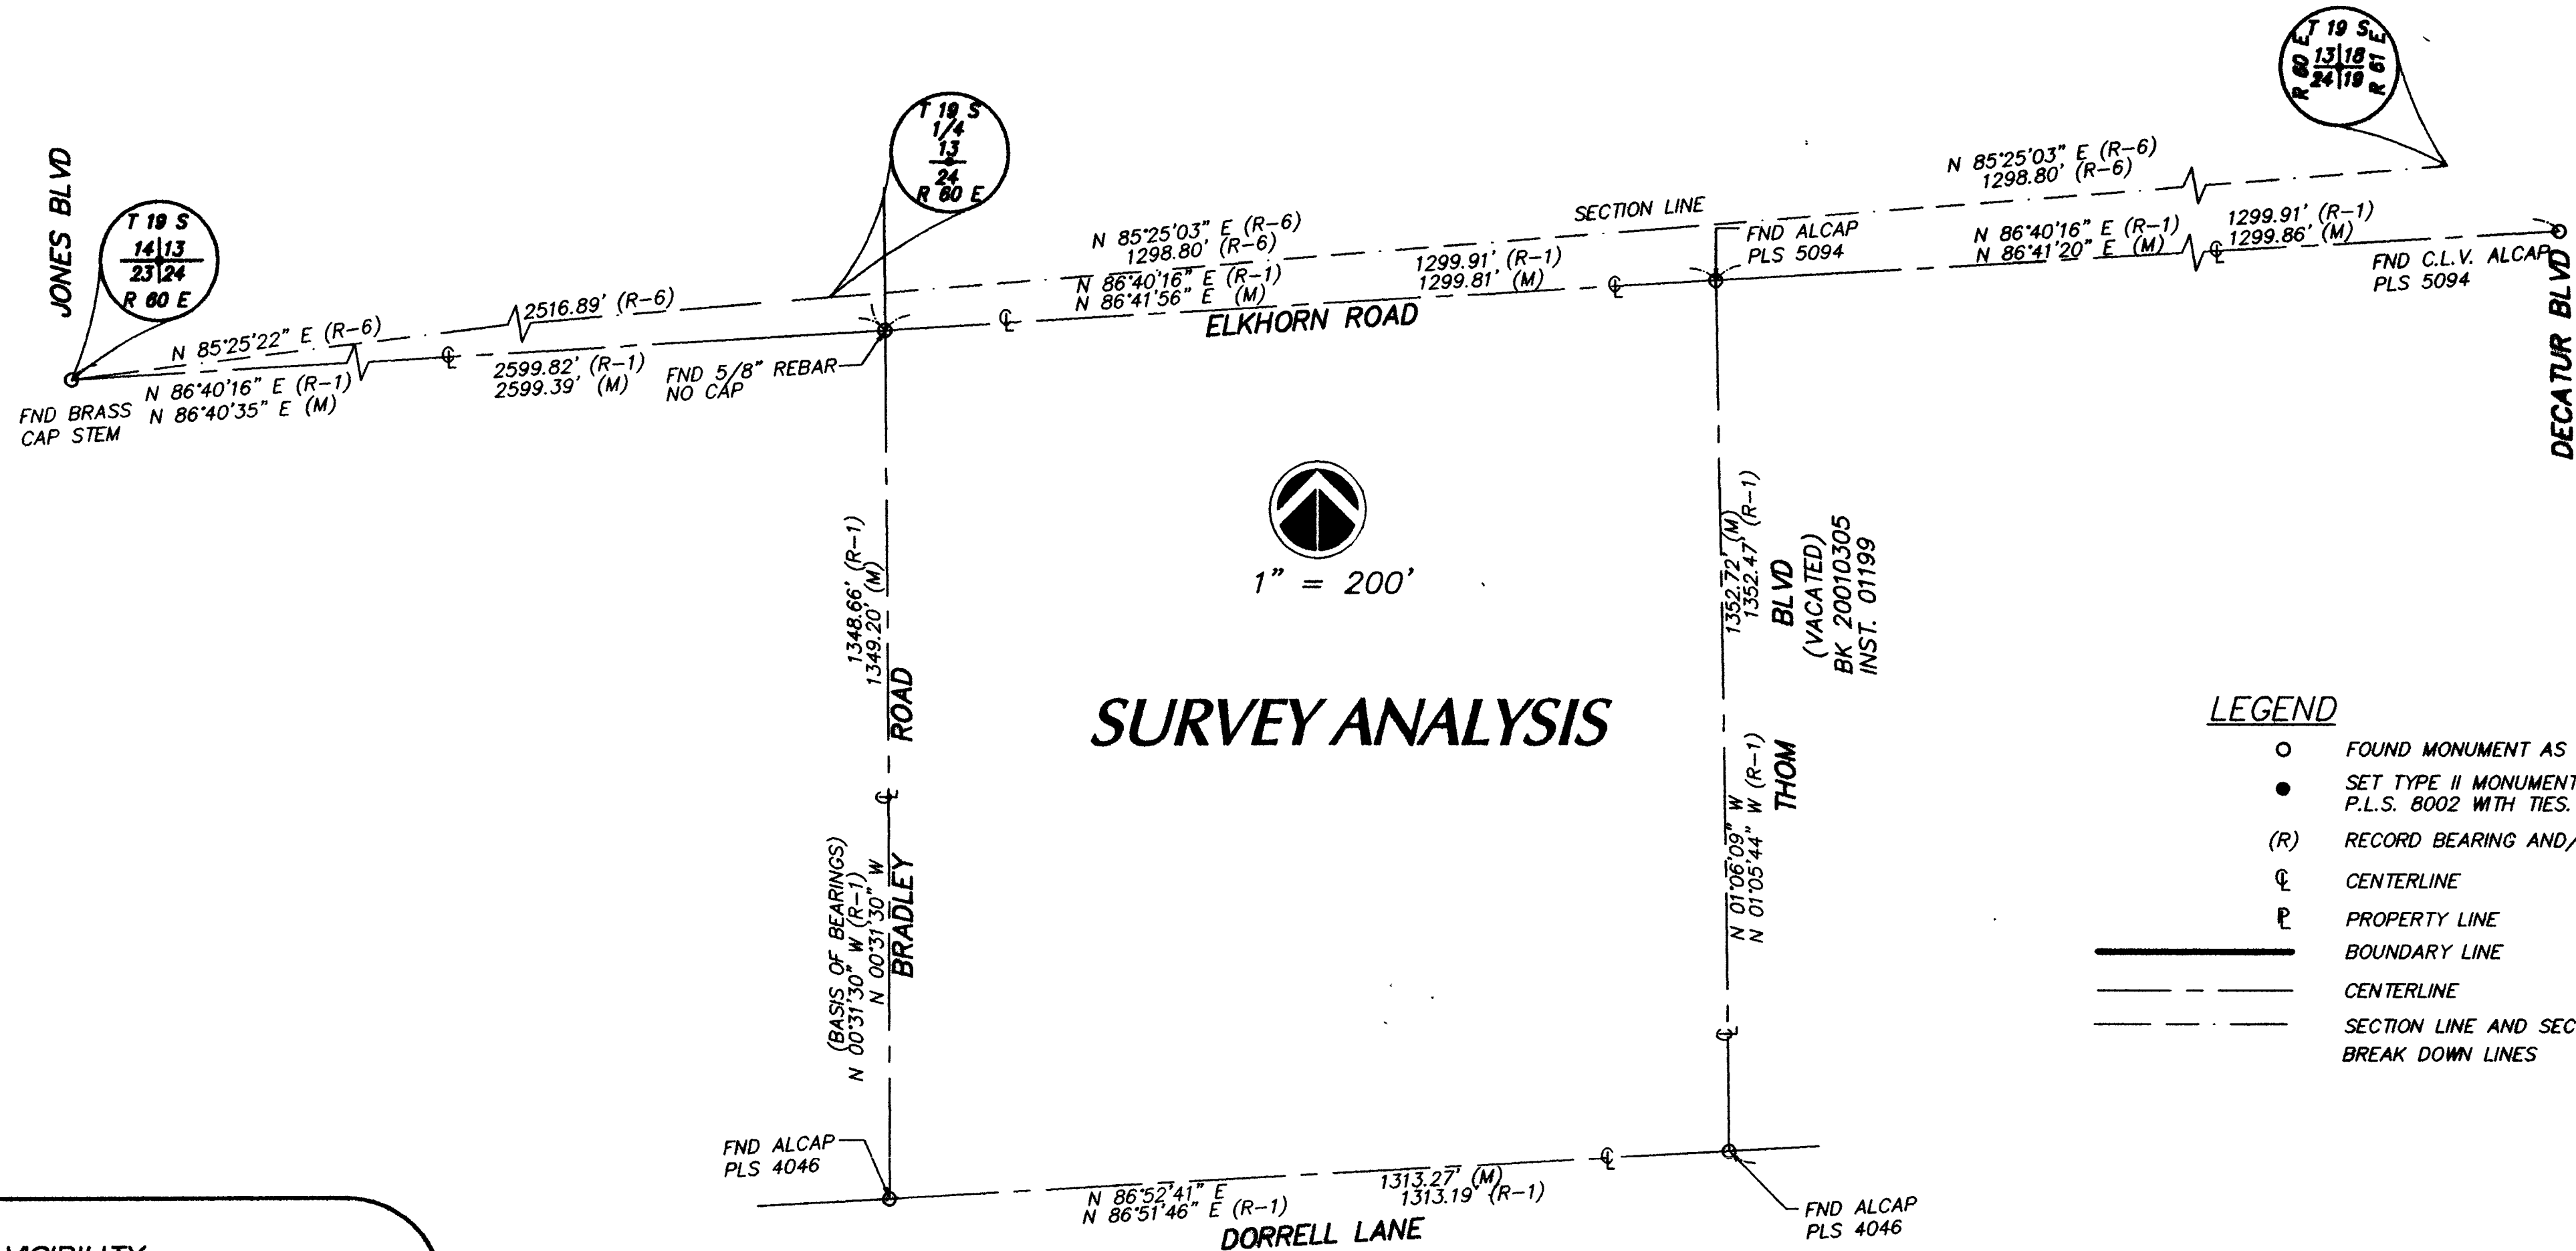 JONES BLVD
T 19 S
14|13
23|24
R 60 E
T 19 S
1/4
13
24
R 60 E
T 19 S
R 60 E
13|18
24|19
R 61 E
N 85°25'22" E (R-6)
2516.89' (R-6)
N 86°40'16" E (R-1)
N 86°40'35" E (M)
2599.82' (R-1)
2599.39' (M)
FND BRASS
CAP STEM
FND 5/8" REBAR
NO CAP
N 85°25'03" E (R-6)
1298.80' (R-6)
N 86°40'16" E (R-1)
N 86°41'56" E (M)
1299.91' (R-1)
1299.81' (M)
SECTION LINE
ELKHORN ROAD
FND ALCAP
PLS 5094
N 85°25'03" E (R-6)
1298.80' (R-6)
N 86°40'16" E (R-1)
N 86°41'20" E (M)
1299.91' (R-1)
1299.86' (M)
FND C.L.V. ALCAP
PLS 5094
DECATUR BLVD
1" = 200'
SURVEY ANALYSIS
1348.66' (R-1)
1349.20' (M)
(BASIS OF BEARINGS)
N 00°31'30" W (R-1)
N 00°31'30" W
BRADLEY ROAD
1352.72' (M)
1352.47' (R-1)
N 01°06'09" W
N 01°05'44" W (R-1)
THOM BLVD
(VACATED)
BK 20010305
INST. 01199
FND ALCAP
PLS 4046
N 86°52'41" E
N 86°51'46" E (R-1)
1313.27' (M)
1313.19' (R-1)
DORRELL LANE
FND ALCAP
PLS 4046
LEGEND
FOUND MONUMENT AS
SET TYPE II MONUMENT
P.L.S. 8002 WITH TIES.
(R) RECORD BEARING AND/
℄ CENTERLINE
PROPERTY LINE
BOUNDARY LINE
CENTERLINE
SECTION LINE AND SEC
BREAK DOWN LINES